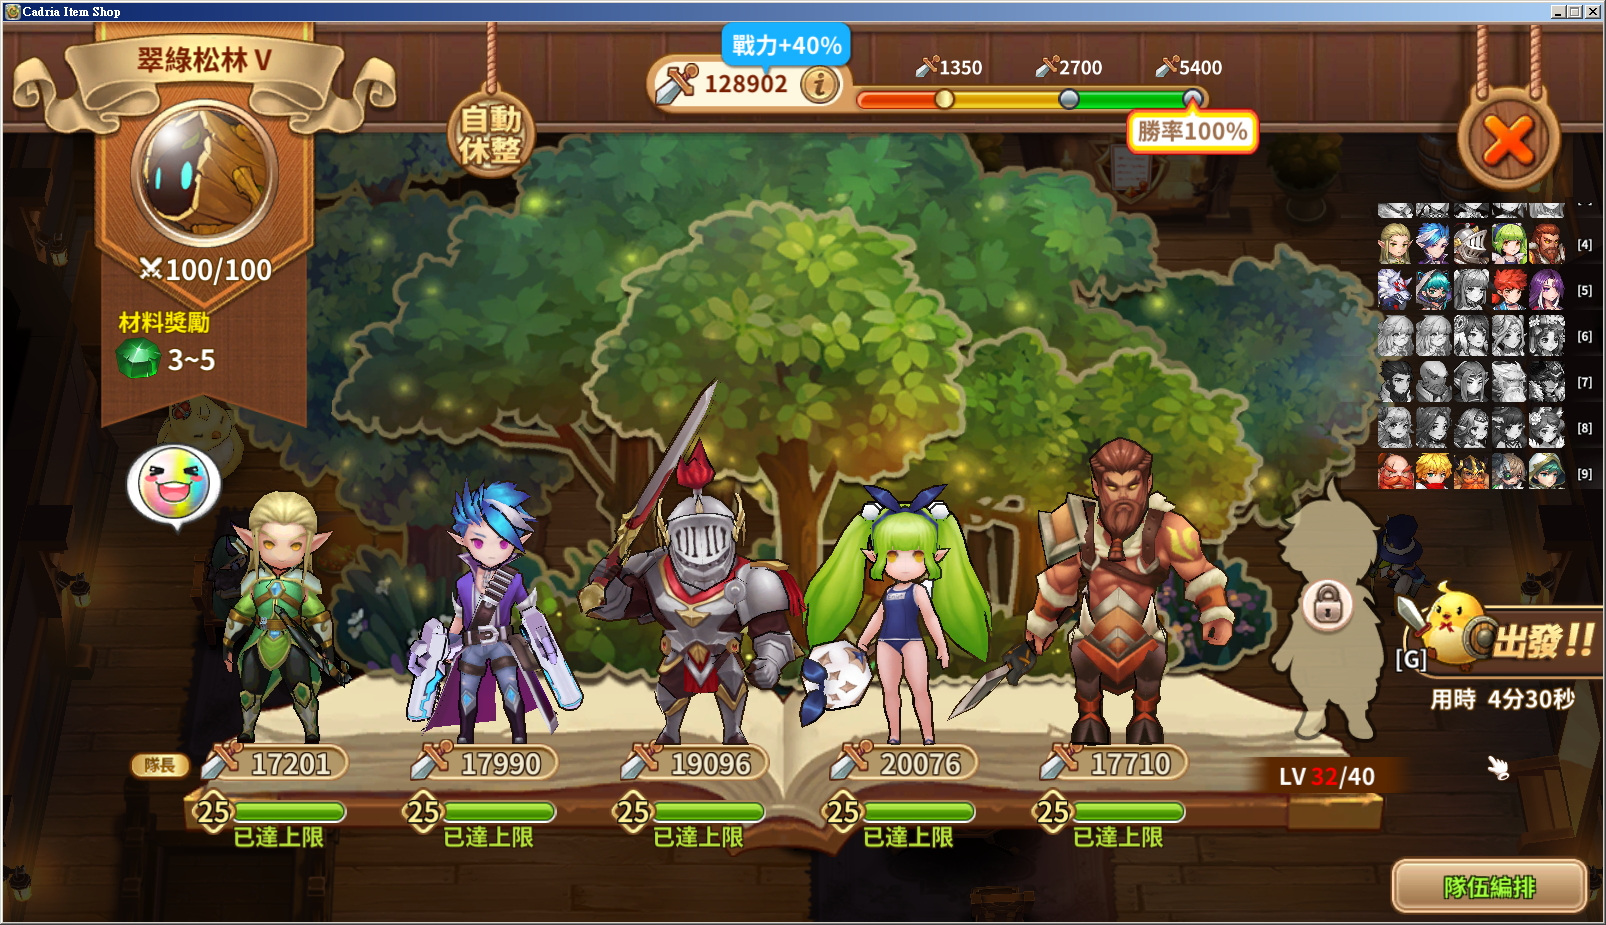 Cadria Item Shop
翠綠松林 V
100/100
材料獎勵
3~5
自動
休整
戰力+40%
128902
i
1350
2700
5400
勝率100%
[4]
[5]
[6]
[7]
[8]
[9]
[G]
出發!!
用時 4分30秒
隊長
17201
17990
19096
20076
17710
LV 32/40
25
25
25
25
25
已達上限
已達上限
已達上限
已達上限
已達上限
隊伍編排